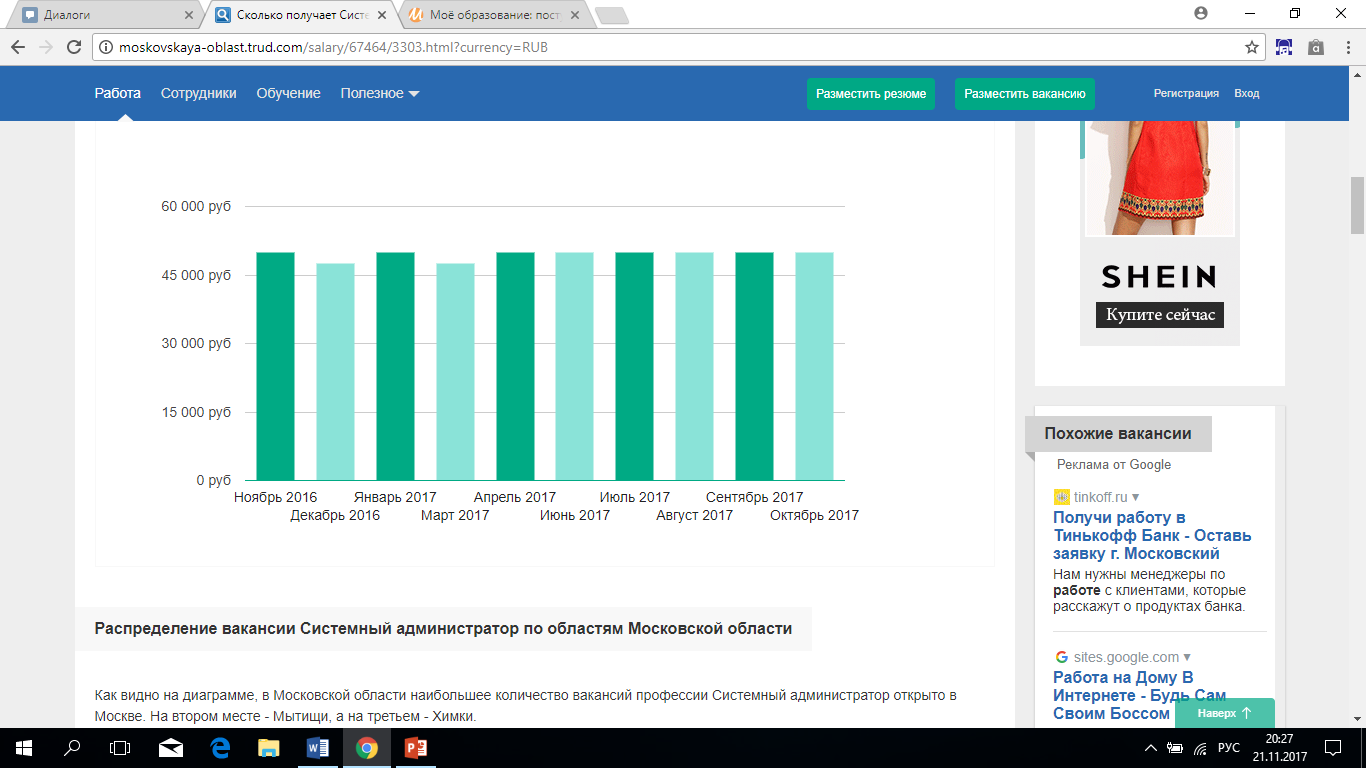 Диалоги
Сколько получает Систе
Моё образование: пост
moskovskaya-oblast.trud.com/salary/67464/3303.html?currency=RUB
Работа Сотрудники Обучение Полезное
Разместить резюме Разместить вакансию
Регистрация Вход
60 000 руб
45 000 руб
30 000 руб
15 000 руб
0 руб
Ноябрь 2016 Январь 2017 Апрель 2017 Июль 2017 Сентябрь 2017
Декабрь 2016 Март 2017 Июнь 2017 Август 2017 Октябрь 2017
Распределение вакансии Системный администратор по областям Московской области
Как видно на диаграмме, в Московской области наибольшее количество вакансий профессии Системный администратор открыто в
Москве. На втором месте - Мытищи, а на третьем - Химки.
SHEIN
Купите сейчас
Похожие вакансии
Реклама от Google
tinkoff.ru
Получи работу в
Тинькофф Банк - Оставь
заявку г. Московский
Нам нужны менеджеры по
работе с клиентами, которые
расскажут о продуктах банка.
sites.google.com
Работа на Дому В
Интернете - Будь Сам
Своим Боссом
Наверх
РУС
20:27
21.11.2017